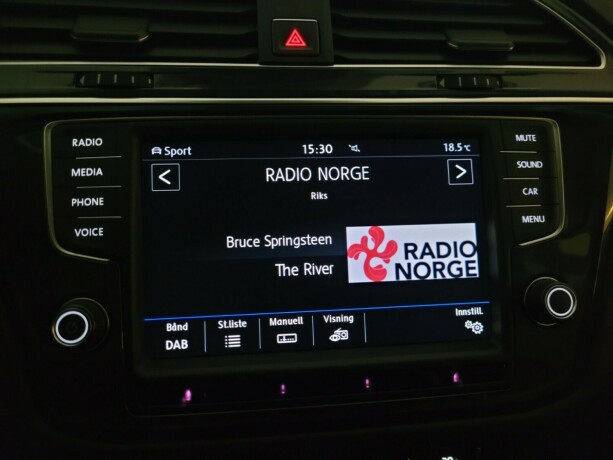 RADIO
MEDIA
PHONE
VOICE
MUTE
SOUND
CAR
MENU
Sport 15:30 18.5 °C
< RADIO NORGE >
Riks
Bruce Springsteen
The River
RADIO
NORGE
Bånd St.liste Manuell Visning Innstill.
DAB